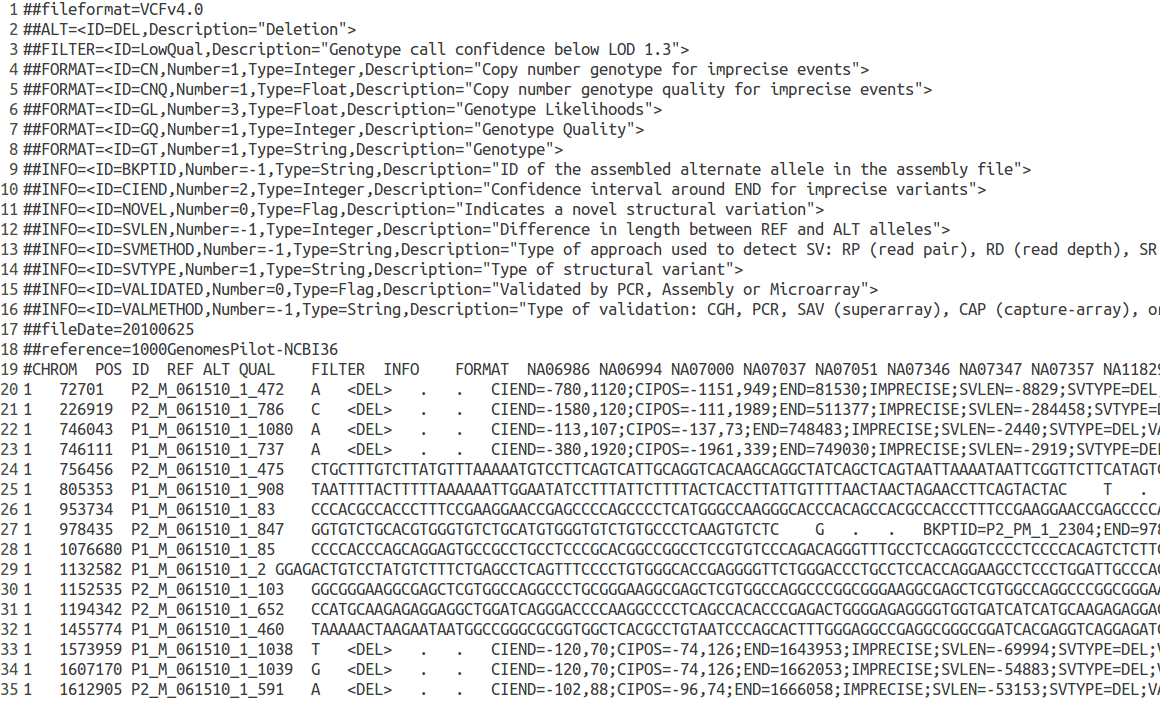 1 ##fileformat=VCFv4.0
2 ##ALT=<ID=DEL,Description="Deletion">
3 ##FILTER=<ID=LowQual,Description="Genotype call confidence below LOD 1.3">
4 ##FORMAT=<ID=CN,Number=1,Type=Integer,Description="Copy number genotype for imprecise events">
5 ##FORMAT=<ID=CNQ,Number=1,Type=Float,Description="Copy number genotype quality for imprecise events">
6 ##FORMAT=<ID=GL,Number=3,Type=Float,Description="Genotype Likelihoods">
7 ##FORMAT=<ID=GQ,Number=1,Type=Integer,Description="Genotype Quality">
8 ##FORMAT=<ID=GT,Number=1,Type=String,Description="Genotype">
9 ##INFO=<ID=BKPTID,Number=-1,Type=String,Description="ID of the assembled alternate allele in the assembly file">
10 ##INFO=<ID=CIEND,Number=2,Type=Integer,Description="Confidence interval around END for imprecise variants">
11 ##INFO=<ID=NOVEL,Number=0,Type=Flag,Description="Indicates a novel structural variation">
12 ##INFO=<ID=SVLEN,Number=-1,Type=Integer,Description="Difference in length between REF and ALT alleles">
13 ##INFO=<ID=SVMETHOD,Number=-1,Type=String,Description="Type of approach used to detect SV: RP (read pair), RD (read depth), SR
14 ##INFO=<ID=SVTYPE,Number=1,Type=String,Description="Type of structural variant">
15 ##INFO=<ID=VALIDATED,Number=0,Type=Flag,Description="Validated by PCR, Assembly or Microarray">
16 ##INFO=<ID=VALMETHOD,Number=-1,Type=String,Description="Type of validation: CGH, PCR, SAV (superarray), CAP (capture-array), or
17 ##fileDate=20100625
18 ##reference=1000GenomesPilot-NCBI36
19 #CHROM POS ID REF ALT QUAL FILTER INFO FORMAT NA06986 NA06994 NA07000 NA07037 NA07051 NA07346 NA07347 NA07357 NA11829
20 1 72701 P2_M_061510_1_472 A <DEL> . . CIEND=-780,1120;CIPOS=-1151,949;END=81530;IMPRECISE;SVLEN=-8829;SVTYPE=DEL
21 1 226919 P2_M_061510_1_786 C <DEL> . . CIEND=-1580,120;CIPOS=-111,1989;END=511377;IMPRECISE;SVLEN=-284458;SVTYPE=D
22 1 746043 P1_M_061510_1_1080 A <DEL> . . CIEND=-113,107;CIPOS=-137,73;END=748483;IMPRECISE;SVLEN=-2440;SVTYPE=DEL;VA
23 1 746111 P1_M_061510_1_737 A <DEL> . . CIEND=-380,1920;CIPOS=-1961,339;END=749030;IMPRECISE;SVLEN=-2919;SVTYPE=DEL
24 1 756456 P2_M_061510_1_475 CTGCTTTGTCTTATGTTTAAAAATGTCCTTCAGTCATTGCAGGTCACAAGCAGGCTATCAGCTCAGTAATTAAAATAATTCGGTTCTTCATAGTC
25 1 805353 P1_M_061510_1_908 TAATTTTACTTTTTAAAAAATTGGAATATCCTTTATTCTTTTACTCACCTTATTGTTTTAACTAACTAGAACCTTCAGTACTAC T .
26 1 953734 P1_M_061510_1_83 CCCACGCCACCCTTTCCGAAGGAACCGAGCCCCAGCCCCTCATGGGCCAAGGGCACCCACAGCCACGCCACCCTTTCCGAAGGAACCGAGCCCCA
27 1 978435 P2_M_061510_1_847 GGTGTCTGCACGTGGGTGTCTGCATGTGGGTGTCTGTGCCCTCAAGTGTCTC G . . BKPTID=P2_PM_1_2304;END=978
28 1 1076680 P1_M_061510_1_85 CCCCACCCAGCAGGAGTGCCGCCTGCCTCCCGCACGGCCGGCCTCCGTGTCCCAGACAGGGTTTGCCTCCAGGGTCCCCTCCCCACAGTCTCTTC
29 1 1132582 P1_M_061510_1_2 GGAGACTGTCCTATGTCTTTCTGAGCCTCAGTTTCCCCTGTGGGCACCGAGGGGTTCTGGGACCCTGCCTCCACCAGGAAGCCTCCCTGGATTGCCCAG
30 1 1152535 P1_M_061510_1_103 GGCGGGAAGGCGAGCTCGTGGCCAGGCCCTGCGGGAAGGCGAGCTCGTGGCCAGGCCCGGCGGGAAGGCGAGCTCGTGGCCAGGCCCGGCGGGAA
31 1 1194342 P1_M_061510_1_652 CCATGCAAGAGAGGAGGCTGGATCAGGGACCCCAAGGCCCCTCAGCCACACCCGAGACTGGGGAGAGGGGTGGTGATCATCATGCAAGAGAGGAG
32 1 1455774 P1_M_061510_1_460 TAAAAACTAAGAATAATGGCCGGGCGCGGTGGCTCACGCCTGTAATCCCAGCACTTTGGGAGGCCGAGGCGGGCGGATCACGAGGTCAGGAGATC
33 1 1573959 P1_M_061510_1_1038 T <DEL> . . CIEND=-120,70;CIPOS=-74,126;END=1643953;IMPRECISE;SVLEN=-69994;SVTYPE=DEL;V
34 1 1607170 P1_M_061510_1_1039 G <DEL> . . CIEND=-120,70;CIPOS=-74,126;END=1662053;IMPRECISE;SVLEN=-54883;SVTYPE=DEL;V
35 1 1612905 P2_M_061510_1_591 A <DEL> . . CIEND=-102,88;CIPOS=-96,74;END=1666058;IMPRECISE;SVLEN=-53153;SVTYPE=DEL;VA